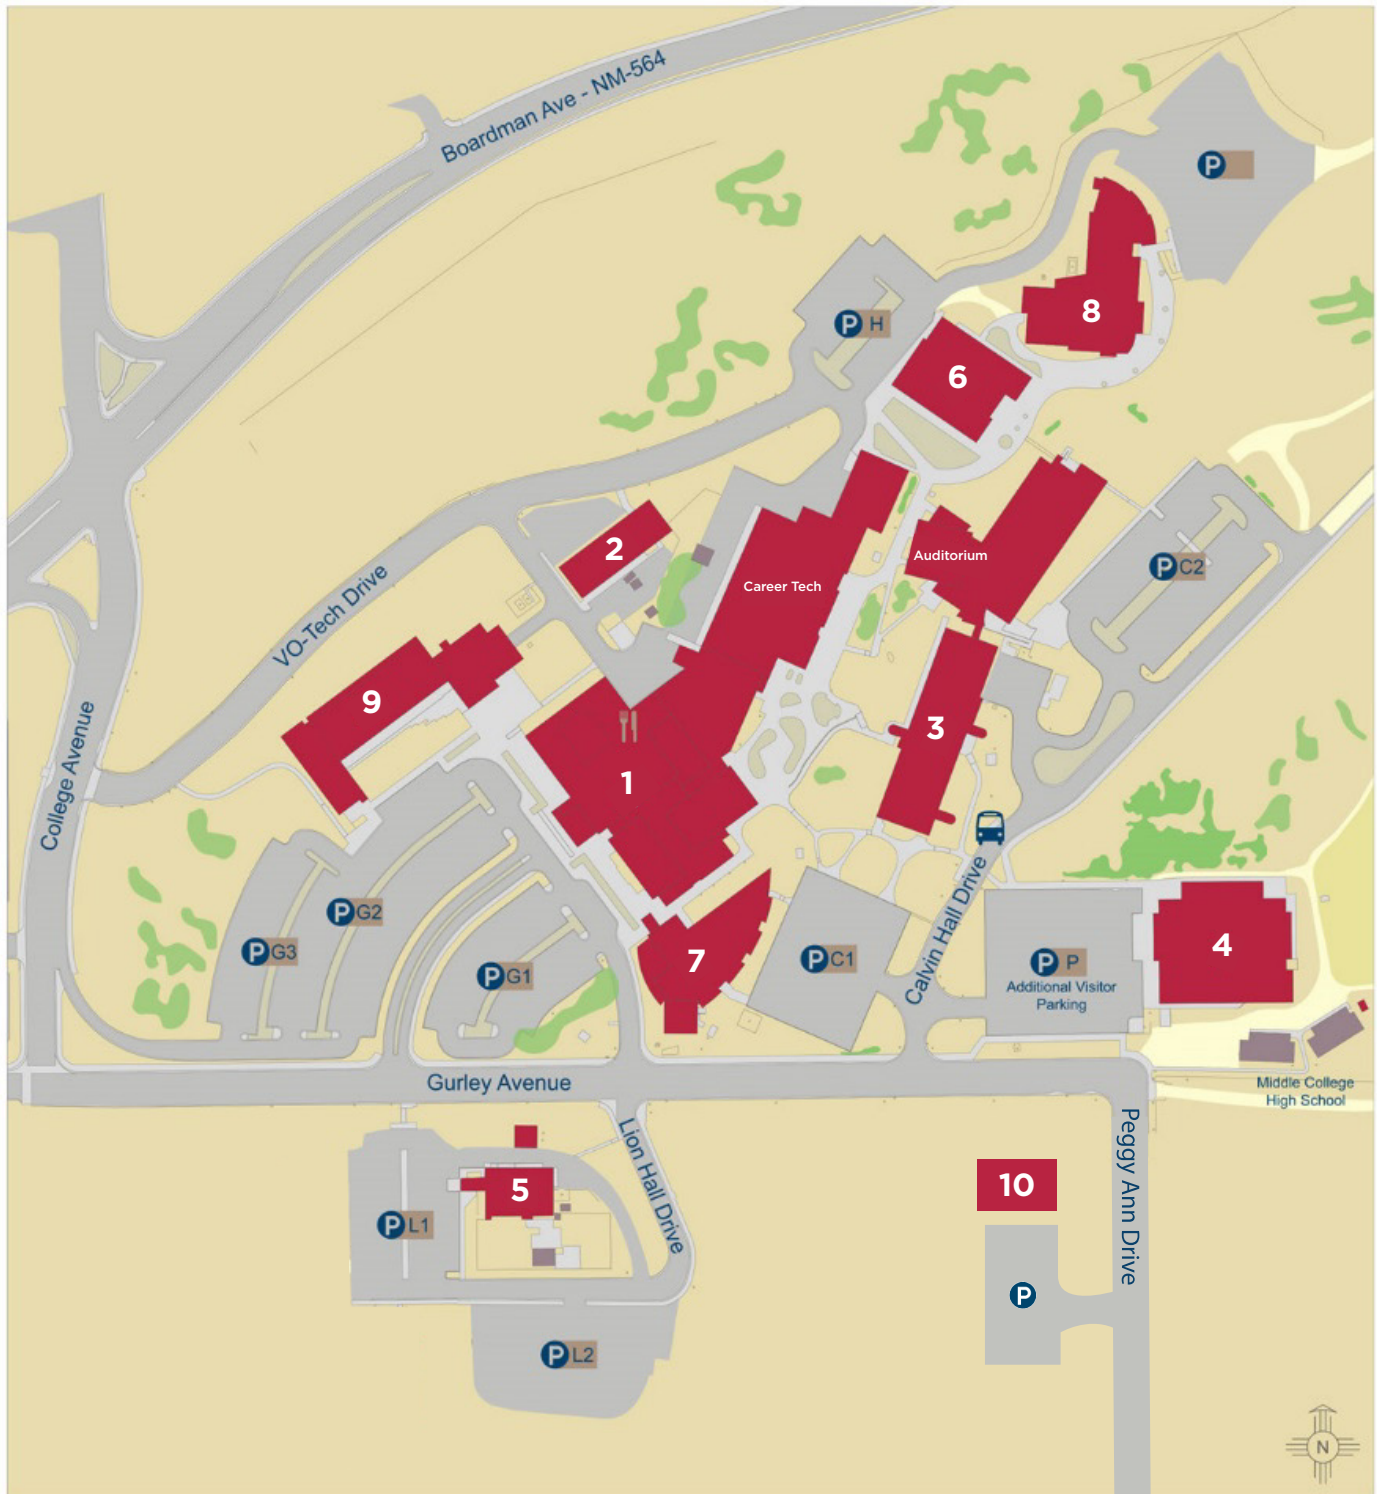 Boardman Ave - NM-564
P
P H
8
6
2
Auditorium
Career Tech
P C2
VO-Tech Drive
9
3
1
College Avenue
P G2
P G3
P G1
7
P C1
Calvin Hall Drive
P P
Additional Visitor
Parking
4
Gurley Avenue
Middle College
High School
Lion Hall Drive
Peggy Ann Drive
5
10
P L1
P
P L2
N